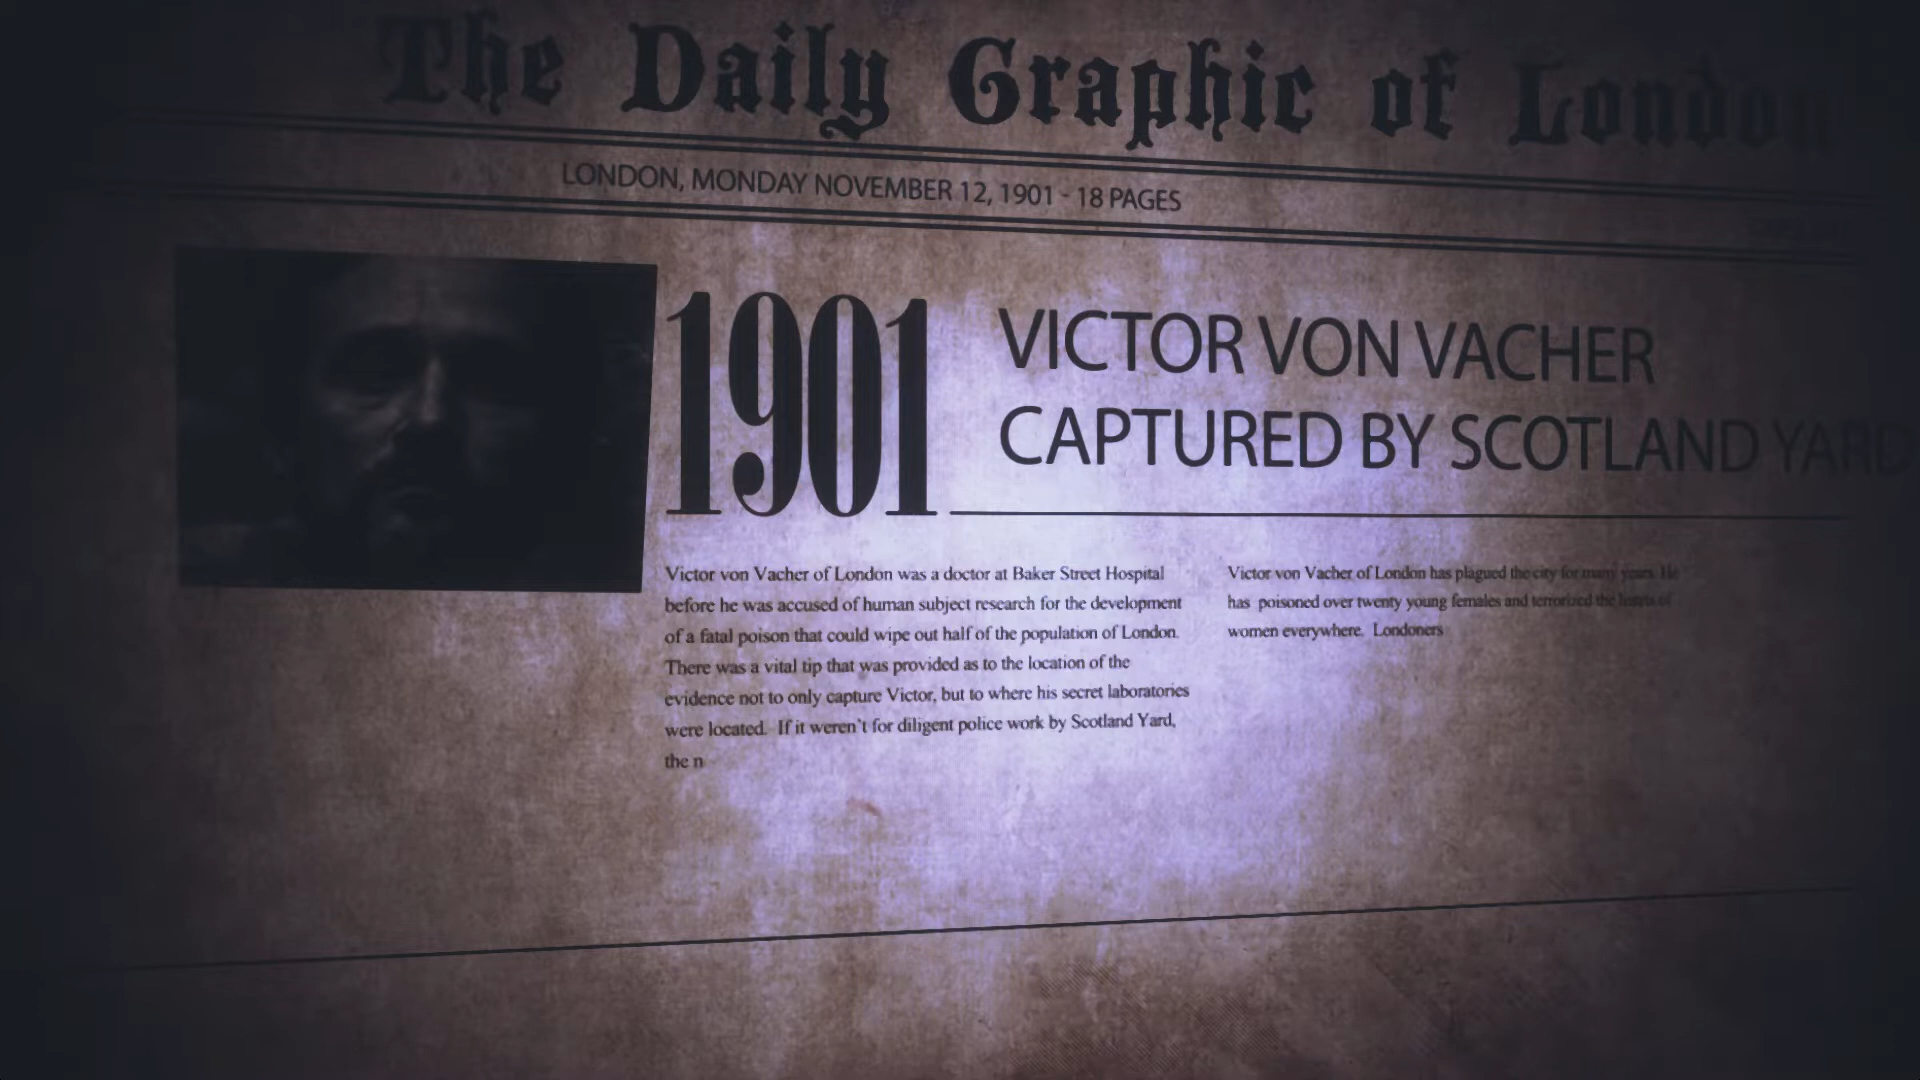 The Daily Graphic of London
LONDON, MONDAY NOVEMBER 12, 1901 - 18 PAGES
1901
VICTOR VON VACHER
CAPTURED BY SCOTLAND YARD
Victor von Vacher of London was a doctor at Baker Street Hospital
before he was accused of human subject research for the development
of a fatal poison that could wipe out half of the population of London.
There was a vital tip that was provided as to the location of the
evidence not to only capture Victor, but to where his secret laboratories
were located. If it weren't for diligent police work by Scotland Yard,
the n
Victor von Vacher of London has plagued the city for many years. He
has poisoned over twenty young females and terrorized the hearts of
women everywhere. Londoners